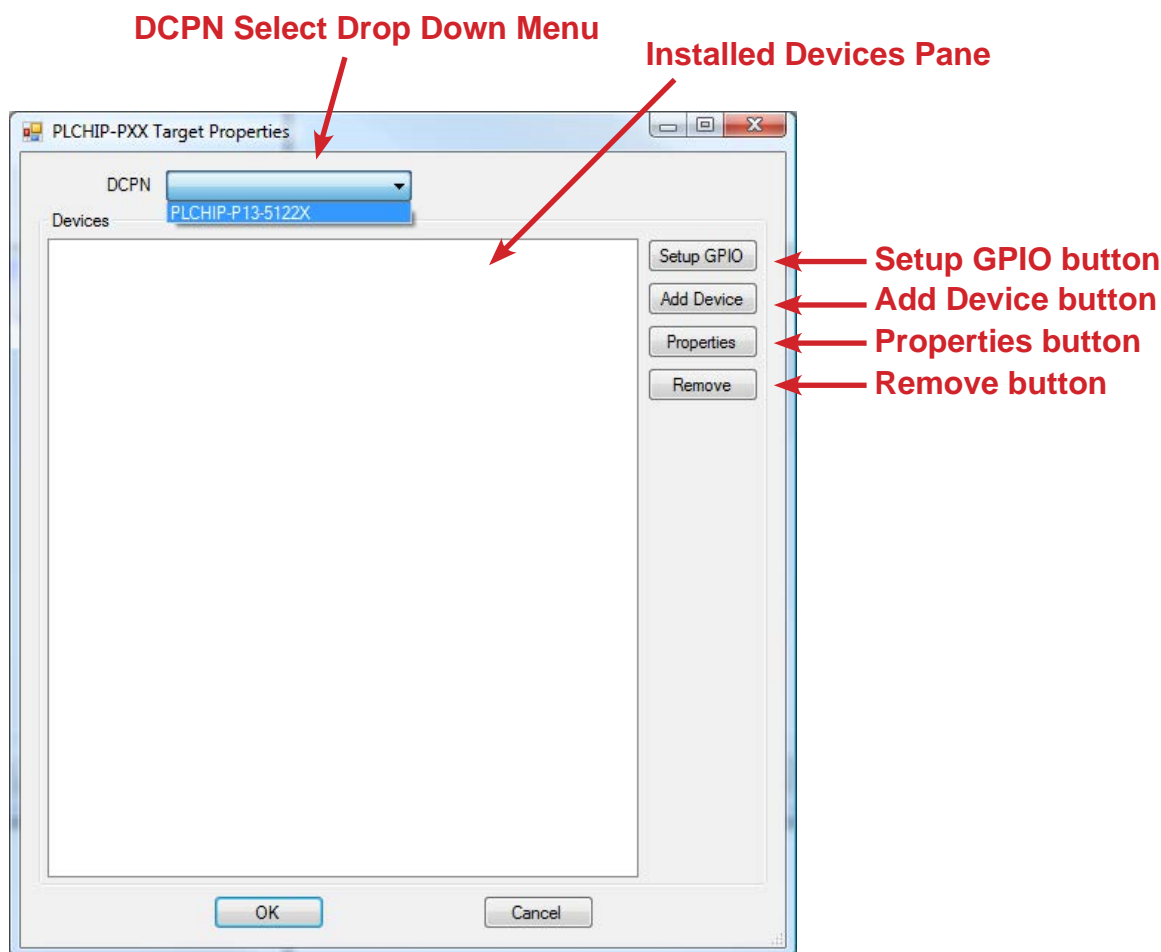 DCPN Select Drop Down Menu
Installed Devices Pane
PLCHIP-PXX Target Properties
DCPN
PLCHIP-P13-5122X
Devices
Setup GPIO
Setup GPIO button
Add Device
Add Device button
Properties
Properties button
Remove
Remove button
OK
Cancel